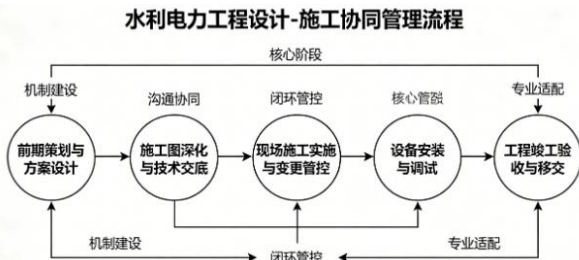 水利电力工程设计-施工协同管理流程
核心阶段
机制建设
沟通协同
闭环管控
核心管强
专业适配
前期策划与
方案设计
施工图深化
与技术交底
现场施工实施
与变更管控
设备安装
与调试
工程竣工验
收与移交
机制建设
闭环管控
专业适配